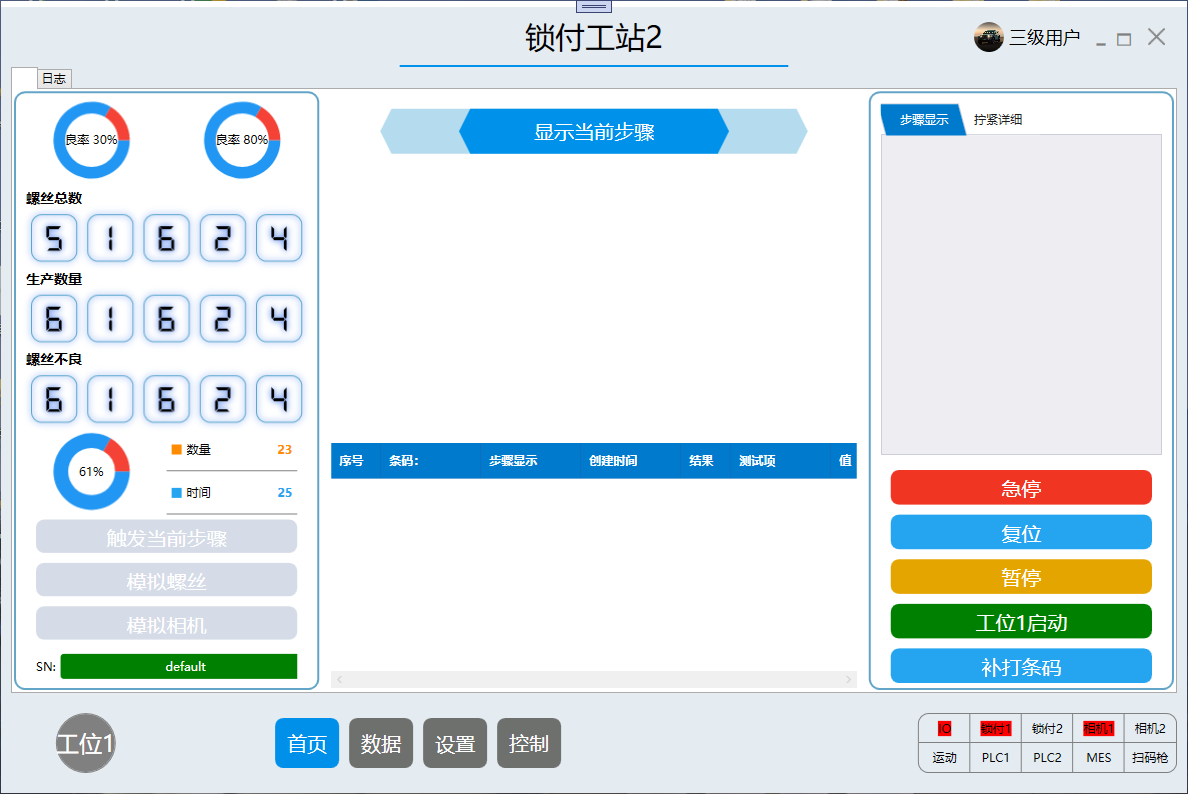 锁付工站2
三级用户
日志
良率 30%
良率 80%
螺丝总数
5 1 6 2 4
生产数量
6 1 6 2 4
螺丝不良
6 1 6 2 4
61%
数量 23
时间 25
触发当前步骤
模拟螺丝
模拟相机
SN: default
显示当前步骤
序号 条码: 步骤显示 创建时间 结果 测试项 值
步骤显示 拧紧详细
急停
复位
暂停
工位1启动
补打条码
工位1
首页 数据 设置 控制
IO 锁付1 锁付2 相机1 相机2
运动 PLC1 PLC2 MES 扫码枪